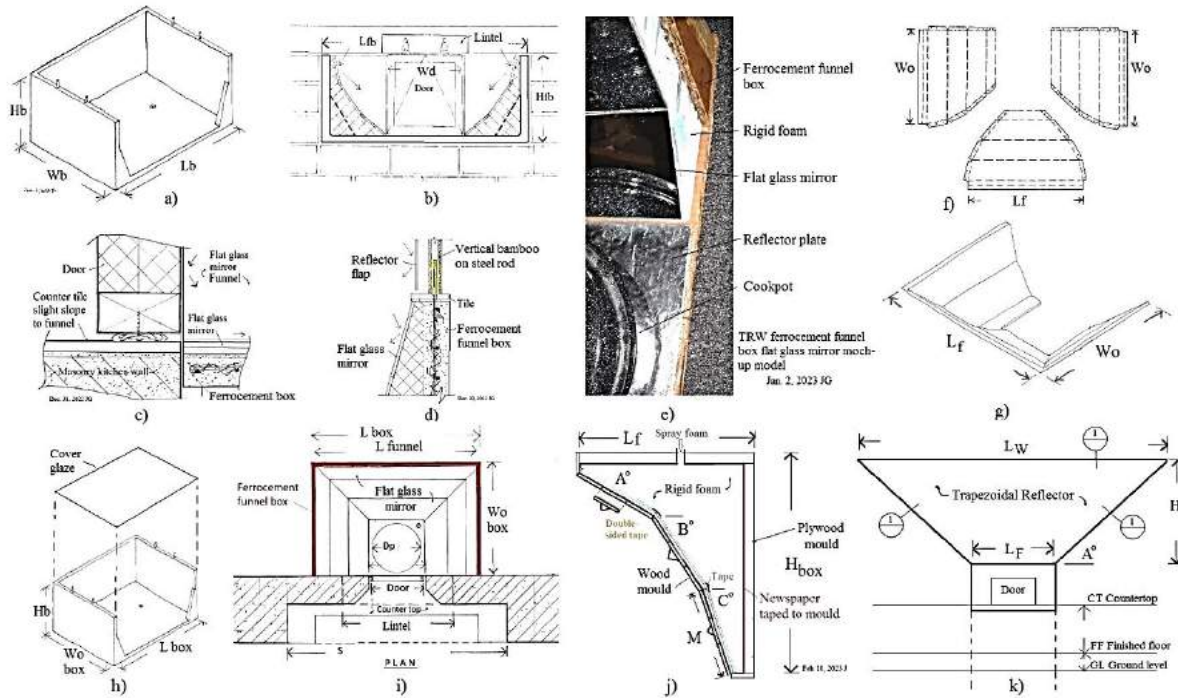 Hb
Wb
Lb
a)
Lfb
Lintel
Wd
Door
Hfb
b)
Ferrocement funnel
box
Rigid foam
Flat glass mirror
Reflector plate
Cookpot
TRW ferrocement funnel
box flat glass mirror moch-
up model
Jan. 2, 2023 JG
e)
Wo
Wo
Lf
f)
Door
Flat glass
mirror
Funnel
Counter tile
slight slope
to funnel
Flat glass
mirror
Masonry kitchen wall
Ferrocement box
c)
Reflector
flap
Vertical bamboo
on steel rod
Tile
Ferrocement
funnel box
Flat glass
mirror
d)
Lf
Wo
g)
Cover
glaze
Hb
Wo
box
L box
h)
L box
L funnel
Ferrocement
funnel box
Flat glass
mirror
Wo
box
Dp
Door
Counter top
Lintel
S
PLAN
i)
Lf
Spray foam
A°
Rigid foam
Double-
sided tape
B°
Plywood
mould
Wood
mould
Tape
H box
C°
Newspaper
taped to mould
M
j)
LW
1
Trapezoidal Reflector
1
1
H
LF
A°
Door
CT Countertop
FF Finished floor
GL Ground level
k)